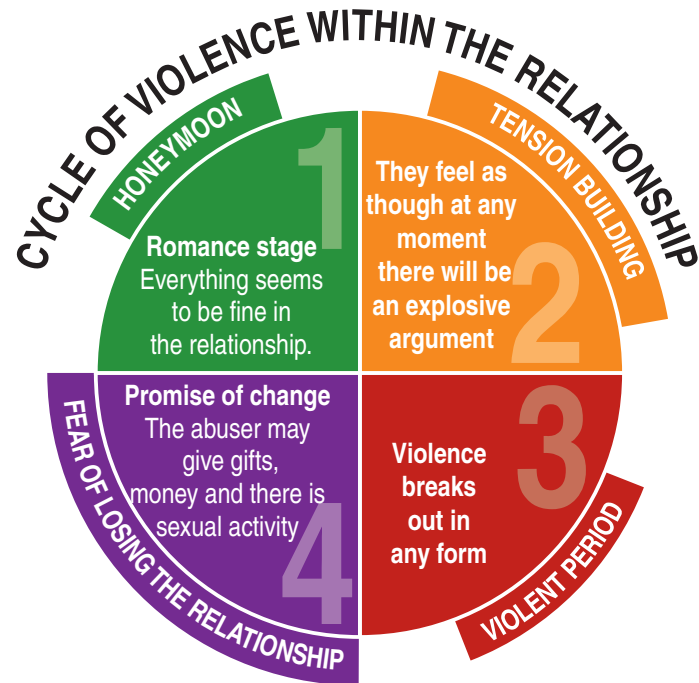 CYCLE OF VIOLENCE WITHIN THE RELATIONSHIP
HONEYMOON
1
Romance stage
Everything seems
to be fine in
the relationship.
TENSION BUILDING
2
They feel as
though at any
moment
there will be
an explosive
argument
VIOLENT PERIOD
3
Violence
breaks
out in
any form
FEAR OF LOSING THE RELATIONSHIP
4
Promise of change
The abuser may
give gifts,
money and there is
sexual activity